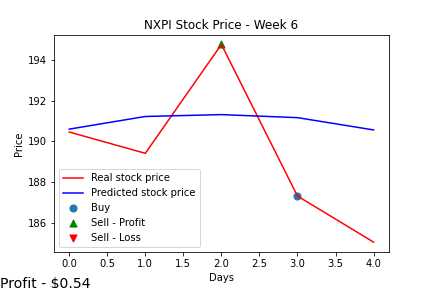 NXPI Stock Price - Week 6
194
192
190
188
186
Price
Real stock price
Predicted stock price
Buy
Sell - Profit
Sell - Loss
0.0 0.5 1.0 1.5 2.0 2.5 3.0 3.5 4.0
Days
Profit - $0.54